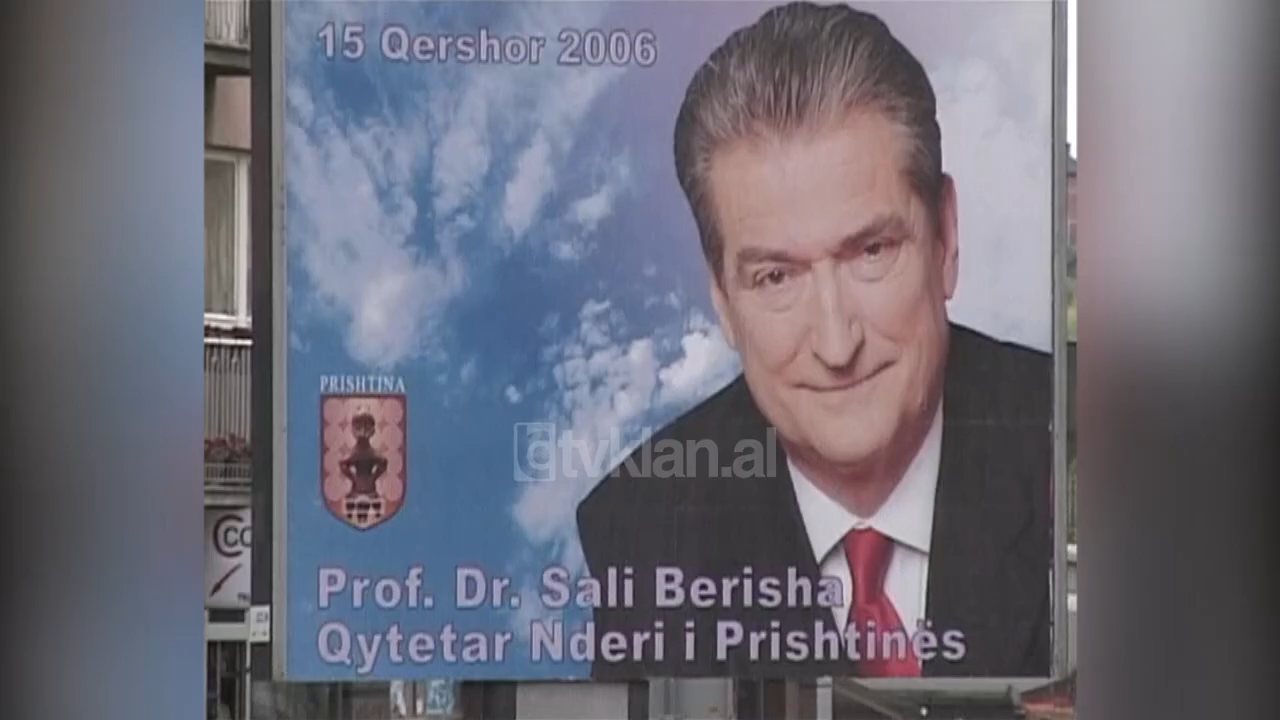 15 Qershor 2006
PRISHTINA
tvklan.al
Prof. Dr. Sali Berisha
Qytetar Nderi i Prishtinës